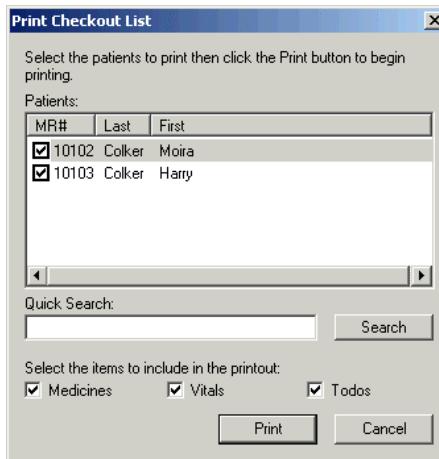 Print Checkout List
Select the patients to print then click the Print button to begin
printing.
Patients:
MR# Last First
10102 Colker Moira
10103 Colker Harry
Quick Search:
Search
Select the items to include in the printout:
Medicines Vitals Todos
Print Cancel